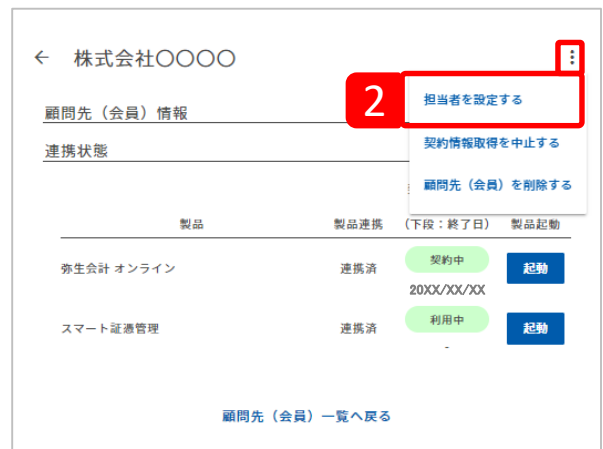 ← 株式会社〇〇〇〇
2
担当者を設定する
顧問先（会員）情報
契約情報取得を中止する
連携状態
顧問先（会員）を削除する
製品 製品連携 （下段：終了日） 製品起動
弥生会計 オンライン 連携済 契約中 起動
20XX/XX/XX
スマート証憑管理 連携済 利用中 起動
-
顧問先（会員）一覧へ戻る